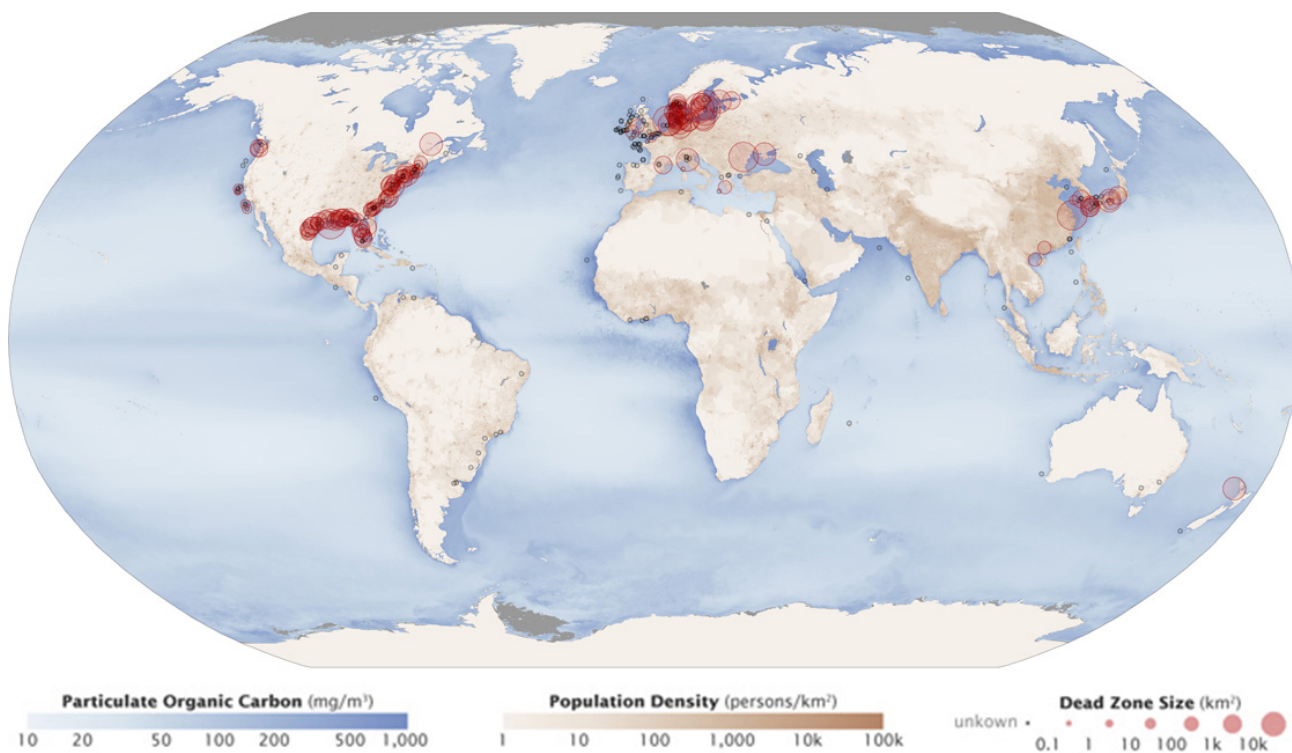 Particulate Organic Carbon (mg/m³)
10 20 50 100 200 500 1,000
Population Density (persons/km²)
1 10 100 1,000 10k 100k
Dead Zone Size (km²)
unkown
0.1 1 10 100 1k 10k